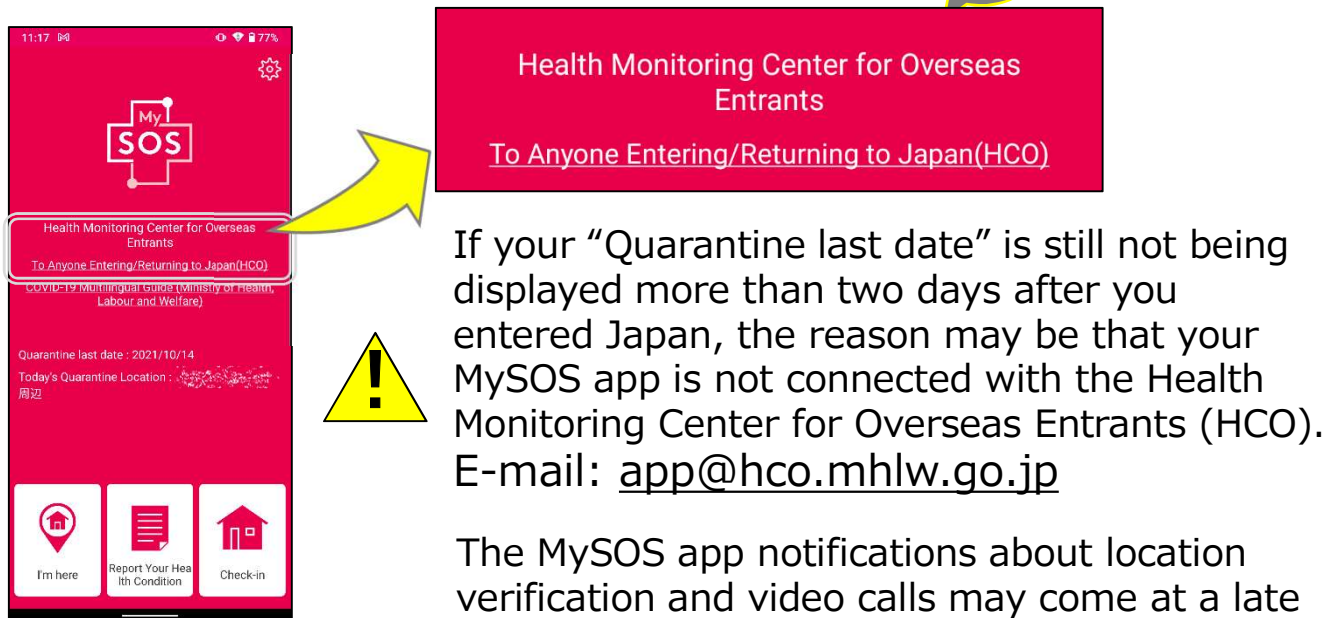 11:17
77%
My
SOS
Health Monitoring Center for Overseas
Entrants
To Anyone Entering/Returning to Japan(HCO)
COVID-19 Multilingual Guide (Ministry of Health,
Labour and Welfare)
Quarantine last date : 2021/10/14
Today's Quarantine Location :
周辺
I'm here
Report Your Hea
lth Condition
Check-in
Health Monitoring Center for Overseas
Entrants
To Anyone Entering/Returning to Japan(HCO)
!
If your “Quarantine last date” is still not being
displayed more than two days after you
entered Japan, the reason may be that your
MySOS app is not connected with the Health
Monitoring Center for Overseas Entrants (HCO).
E-mail: app@hco.mhlw.go.jp
The MySOS app notifications about location
verification and video calls may come at a late